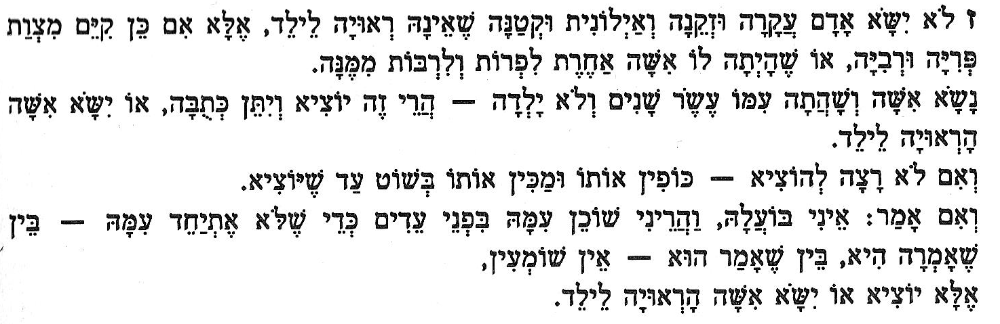 ז לֹא יִשָּׂא אָדָם עֲקָרָה וּזְקֵנָה וְאַיְלוֹנִית וּקְטַנָּה שֶׁאֵינָהּ רְאוּיָה לֵילֵד, אֶלָּא אִם כֵּן קִיֵּם מִצְוַת
פְּרִיָּה וּרְבִיָּה, אוֹ שֶׁהָיְתָה לוֹ אִשָּׁה אַחֶרֶת לִפְרוֹת וְלִרְבּוֹת מִמֶּנָּה.
נָשָׂא אִשָּׁה וְשָׁהֲתָה עִמּוֹ עֶשֶׂר שָׁנִים וְלֹא יָלְדָה – הֲרֵי זֶה יוֹצִיא וְיִתֵּן כְּתֻבָּה, אוֹ יִשָּׂא אִשָּׁה
הָרְאוּיָה לֵילֵד.
וְאִם לֹא רָצָה לְהוֹצִיא – כּוֹפִין אוֹתוֹ וּמַכִּין אוֹתוֹ בְּשׁוֹט עַד שֶׁיּוֹצִיא.
וְאִם אָמַר: אֵינִי בּוֹעֲלָהּ, וַהֲרֵינִי שׁוֹכֵן עִמָּהּ בִּפְנֵי עֵדִים כְּדֵי שֶׁלֹּא אֶתְיַחֵד עִמָּהּ – בֵּין
שֶׁאָמְרָה הִיא, בֵּין שֶׁאָמַר הוּא – אֵין שׁוֹמְעִין,
אֶלָּא יוֹצִיא אוֹ יִשָּׂא אִשָּׁה הָרְאוּיָה לֵילֵד.